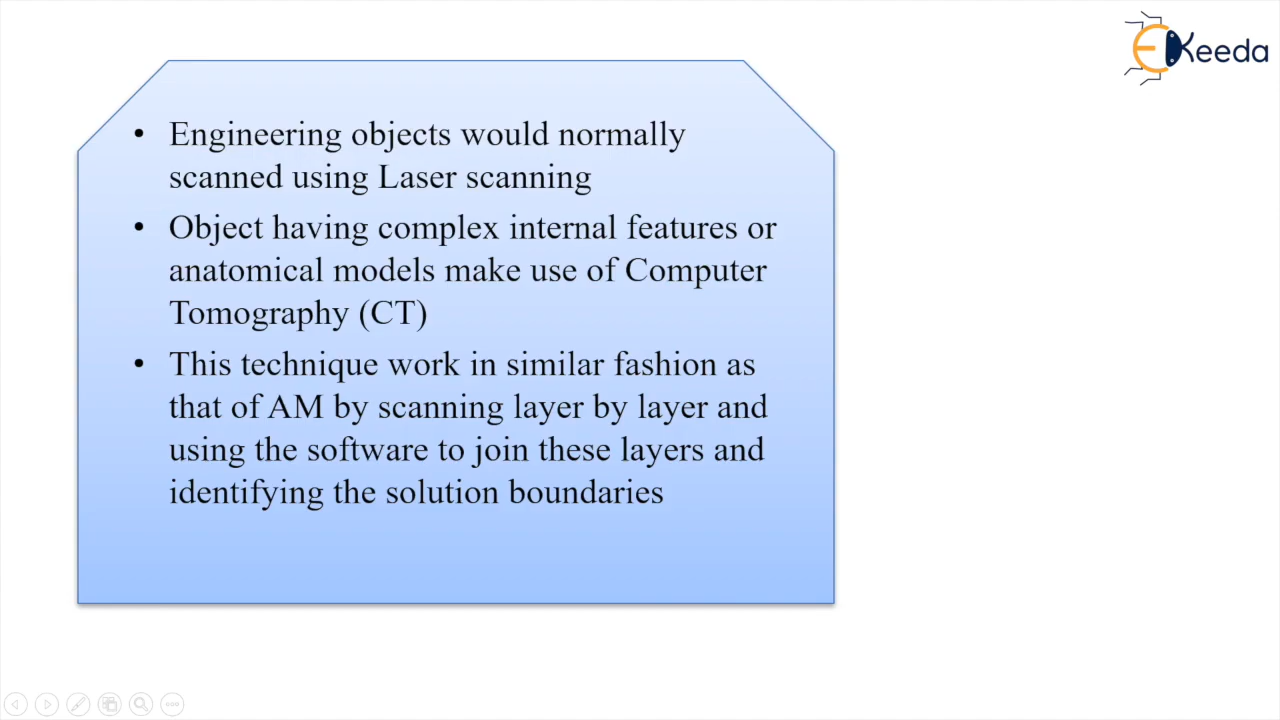 EKeeda
• Engineering objects would normally
scanned using Laser scanning
• Object having complex internal features or
anatomical models make use of Computer
Tomography (CT)
• This technique work in similar fashion as
that of AM by scanning layer by layer and
using the software to join these layers and
identifying the solution boundaries